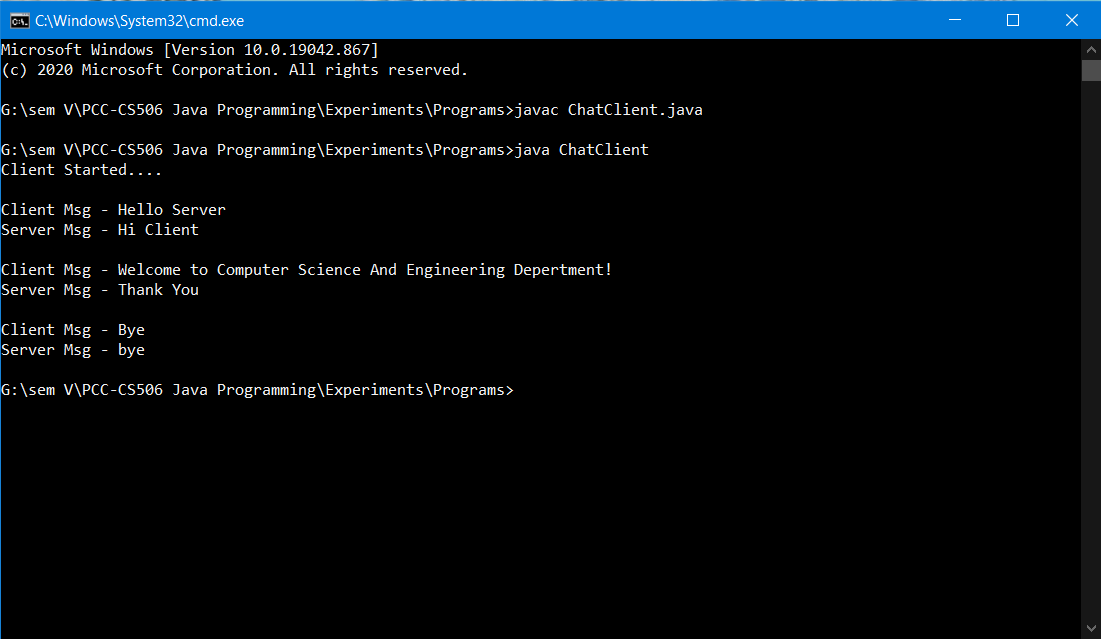 C:\Windows\System32\cmd.exe
Microsoft Windows [Version 10.0.19042.867]
(c) 2020 Microsoft Corporation. All rights reserved.
G:\sem V\PCC-CS506 Java Programming\Experiments\Programs>javac ChatClient.java
G:\sem V\PCC-CS506 Java Programming\Experiments\Programs>java ChatClient
Client Started....
Client Msg - Hello Server
Server Msg - Hi Client
Client Msg - Welcome to Computer Science And Engineering Depertment!
Server Msg - Thank You
Client Msg - Bye
Server Msg - bye
G:\sem V\PCC-CS506 Java Programming\Experiments\Programs>